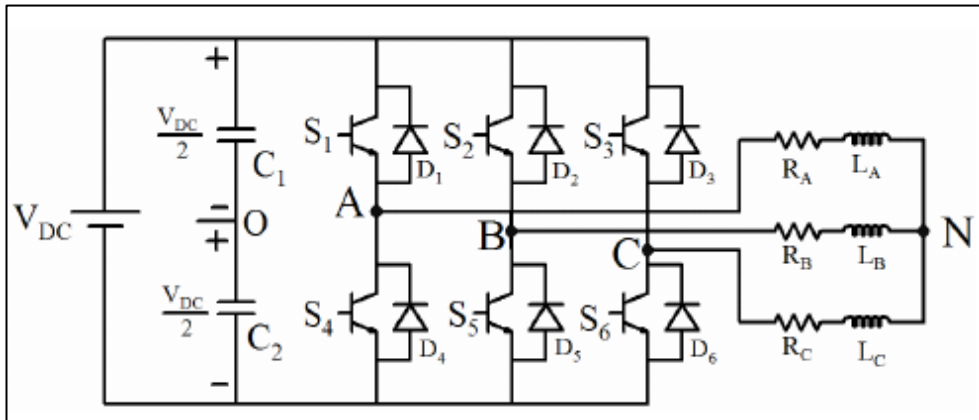 +
V_DC/2
C₁
-
+
O
V_DC
V_DC/2
C₂
-
S₁
D₁
S₂
D₂
S₃
D₃
A
B
C
S₄
D₄
S₅
D₅
S₆
D₆
R_A
L_A
R_B
L_B
R_C
L_C
N